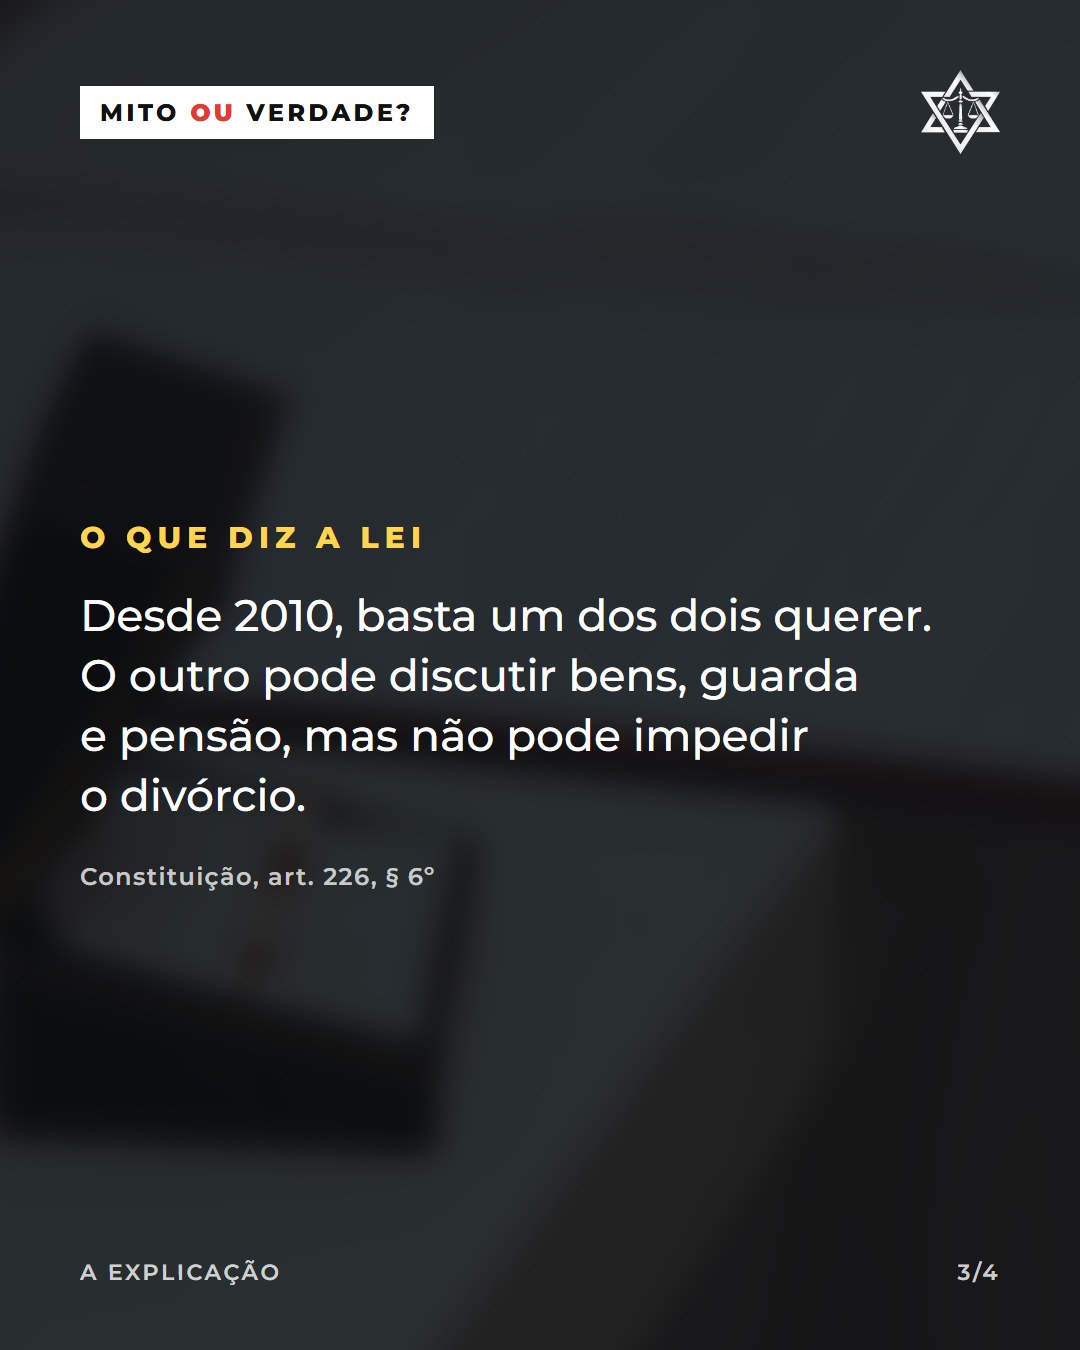 MITO OU VERDADE?
O QUE DIZ A LEI
Desde 2010, basta um dos dois querer.
O outro pode discutir bens, guarda
e pensão, mas não pode impedir
o divórcio.
Constituição, art. 226, § 6º
A EXPLICAÇÃO
3/4